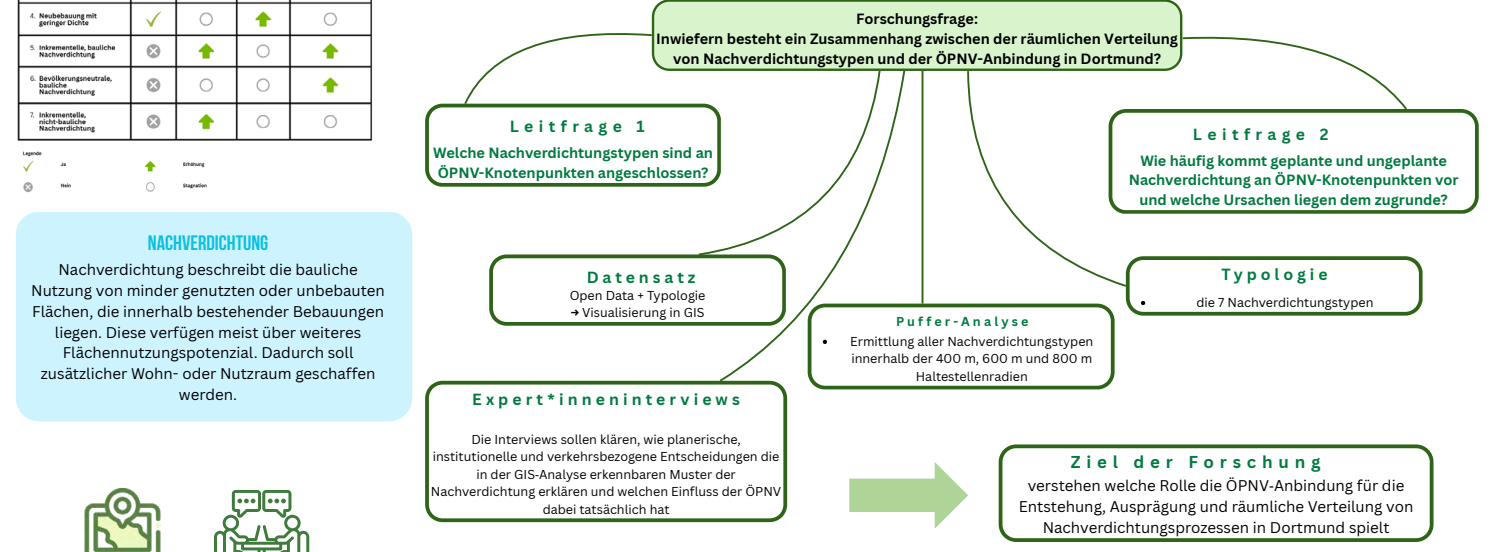 4. Neubebauung mit
geringer Dichte
5. Inkrementelle, bauliche
Nachverdichtung
6. Bevölkerungsneutrale,
bauliche
Nachverdichtung
7. Inkrementelle,
nicht-bauliche
Nachverdichtung
Legende
Ja
Erhöhung
Nein
Stagnation
NACHVERDICHTUNG
Nachverdichtung beschreibt die bauliche
Nutzung von minder genutzten oder unbebauten
Flächen, die innerhalb bestehender Bebauungen
liegen. Diese verfügen meist über weiteres
Flächennutzungspotenzial. Dadurch soll
zusätzlicher Wohn- oder Nutzraum geschaffen
werden.
Forschungsfrage:
Inwiefern besteht ein Zusammenhang zwischen der räumlichen Verteilung
von Nachverdichtungstypen und der ÖPNV-Anbindung in Dortmund?
Leitfrage 1
Welche Nachverdichtungstypen sind an
ÖPNV-Knotenpunkten angeschlossen?
Leitfrage 2
Wie häufig kommt geplante und ungeplante
Nachverdichtung an ÖPNV-Knotenpunkten vor
und welche Ursachen liegen dem zugrunde?
Datensatz
Open Data + Typologie
→ Visualisierung in GIS
Typologie
• die 7 Nachverdichtungstypen
Puffer-Analyse
• Ermittlung aller Nachverdichtungstypen
innerhalb der 400 m, 600 m und 800 m
Haltestellenradien
Expert*inneninterviews
Die Interviews sollen klären, wie planerische,
institutionelle und verkehrsbezogene Entscheidungen die
in der GIS-Analyse erkennbaren Muster der
Nachverdichtung erklären und welchen Einfluss der ÖPNV
dabei tatsächlich hat
Ziel der Forschung
verstehen welche Rolle die ÖPNV-Anbindung für die
Entstehung, Ausprägung und räumliche Verteilung von
Nachverdichtungsprozessen in Dortmund spielt